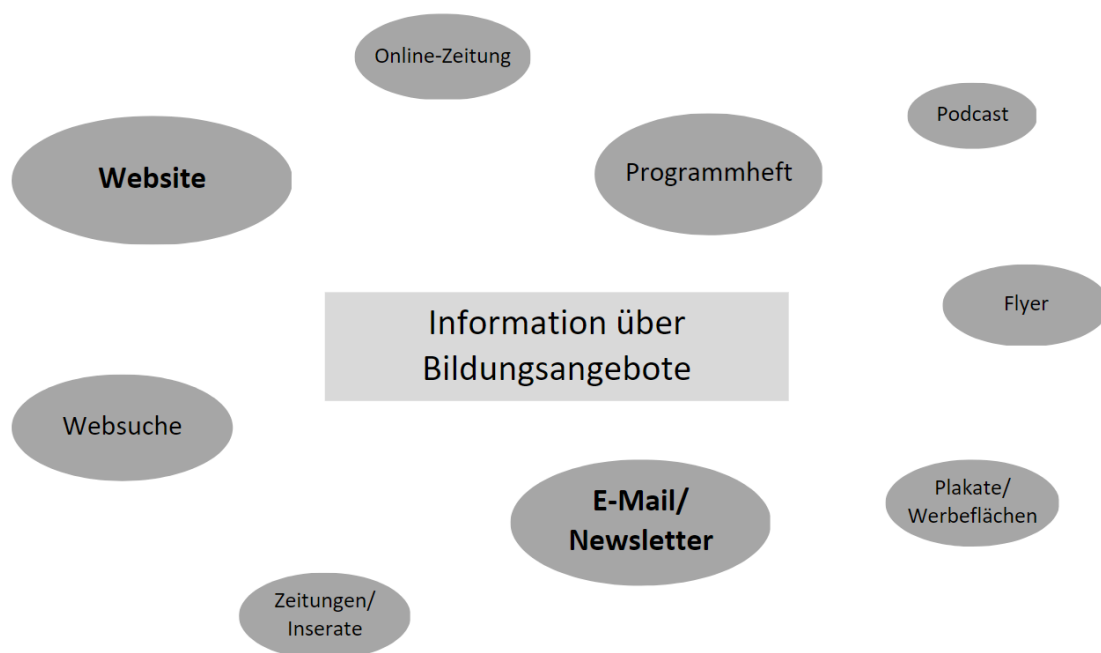 Online-Zeitung
Podcast
Website
Programmheft
Flyer
Information über
Bildungsangebote
Websuche
E-Mail/
Newsletter
Plakate/
Werbeflächen
Zeitungen/
Inserate